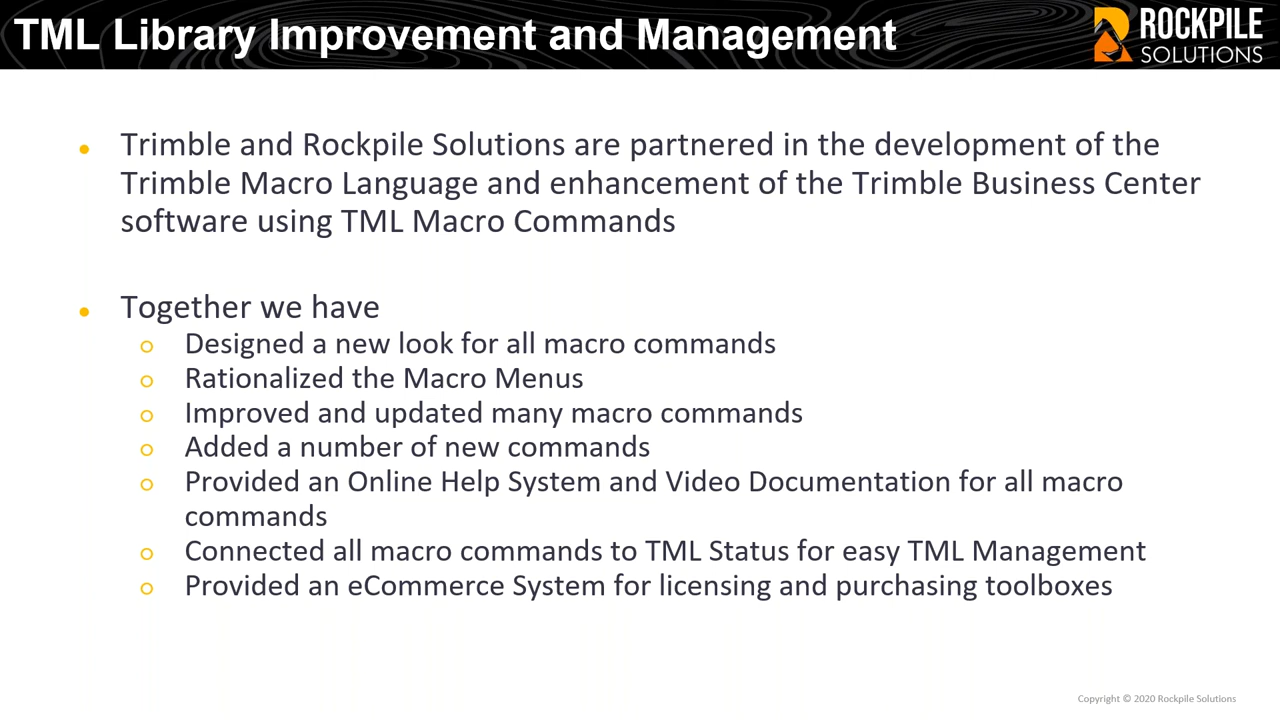 TML Library Improvement and Management
ROCKPILE
SOLUTIONS
Trimble and Rockpile Solutions are partnered in the development of the
Trimble Macro Language and enhancement of the Trimble Business Center
software using TML Macro Commands
Together we have
Designed a new look for all macro commands
Rationalized the Macro Menus
Improved and updated many macro commands
Added a number of new commands
Provided an Online Help System and Video Documentation for all macro
commands
Connected all macro commands to TML Status for easy TML Management
Provided an eCommerce System for licensing and purchasing toolboxes
Copyright © 2020 Rockpile Solutions